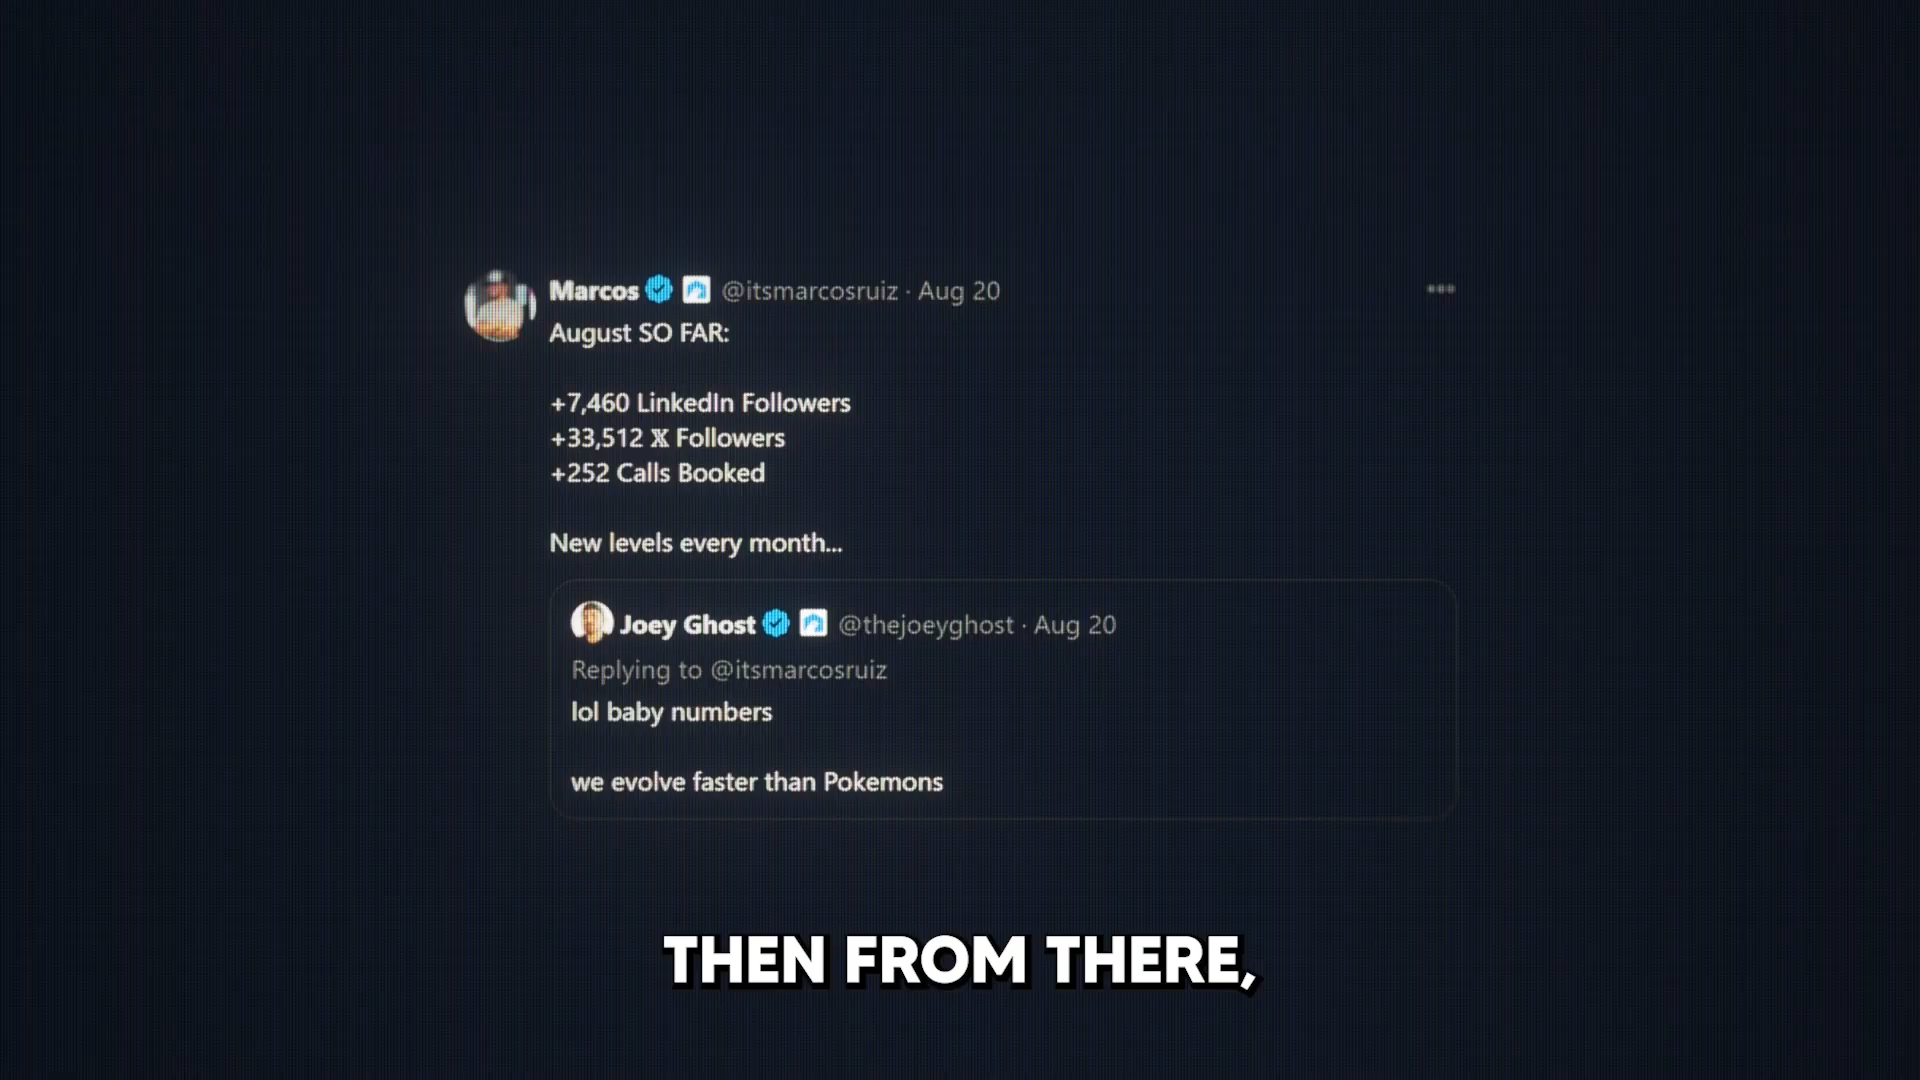 Marcos @itsmarcosruiz · Aug 20
August SO FAR:
+7,460 LinkedIn Followers
+33,512 𝕏 Followers
+252 Calls Booked
New levels every month...
Joey Ghost @thejoeyghost · Aug 20
Replying to @itsmarcosruiz
lol baby numbers
we evolve faster than Pokemons
THEN FROM THERE,